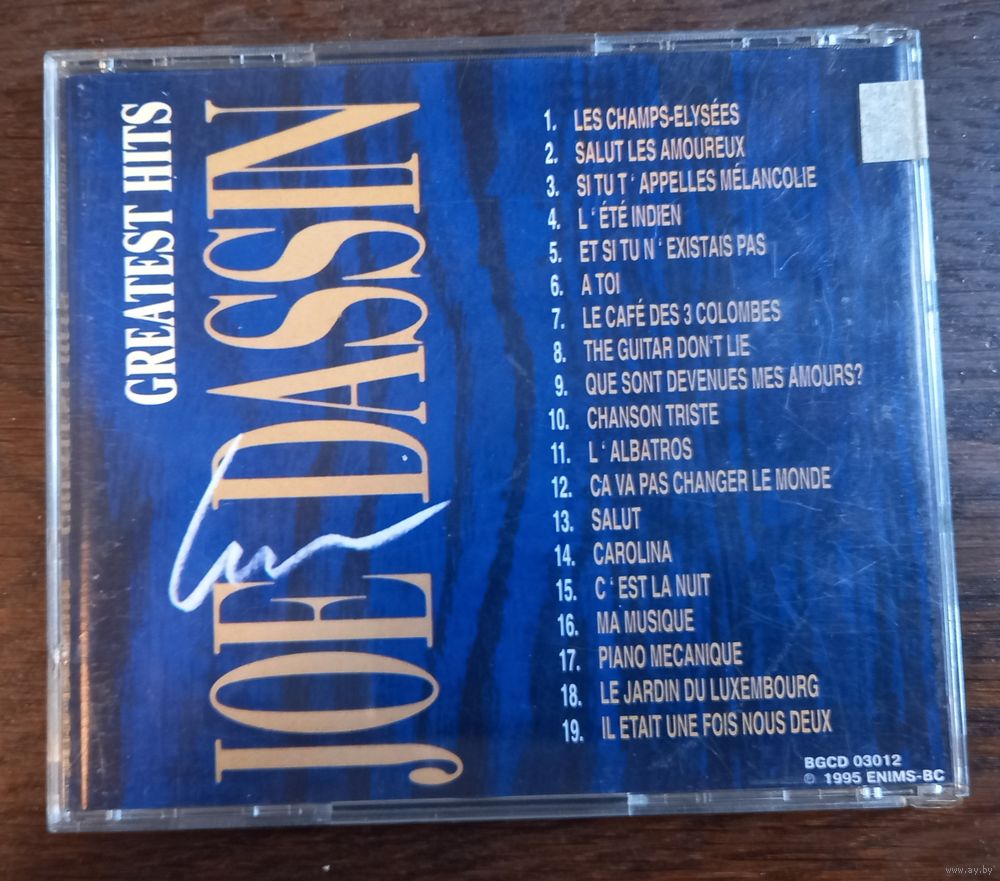 GREATEST HITS
JOE DASSIN
1. LES CHAMPS-ELYSÉES
2. SALUT LES AMOUREUX
3. SI TU T ‘ APPELLES MÉLANCOLIE
4. L ‘ ÉTÉ INDIEN
5. ET SI TU N ‘ EXISTAIS PAS
6. A TOI
7. LE CAFÉ DES 3 COLOMBES
8. THE GUITAR DON'T LIE
9. QUE SONT DEVENUES MES AMOURS?
10. CHANSON TRISTE
11. L ‘ ALBATROS
12. CA VA PAS CHANGER LE MONDE
13. SALUT
14. CAROLINA
15. C ‘ EST LA NUIT
16. MA MUSIQUE
17. PIANO MECANIQUE
18. LE JARDIN DU LUXEMBOURG
19. IL ETAIT UNE FOIS NOUS DEUX
BGCD 03012
℗ 1995 ENIMS-BC
www.ay.by